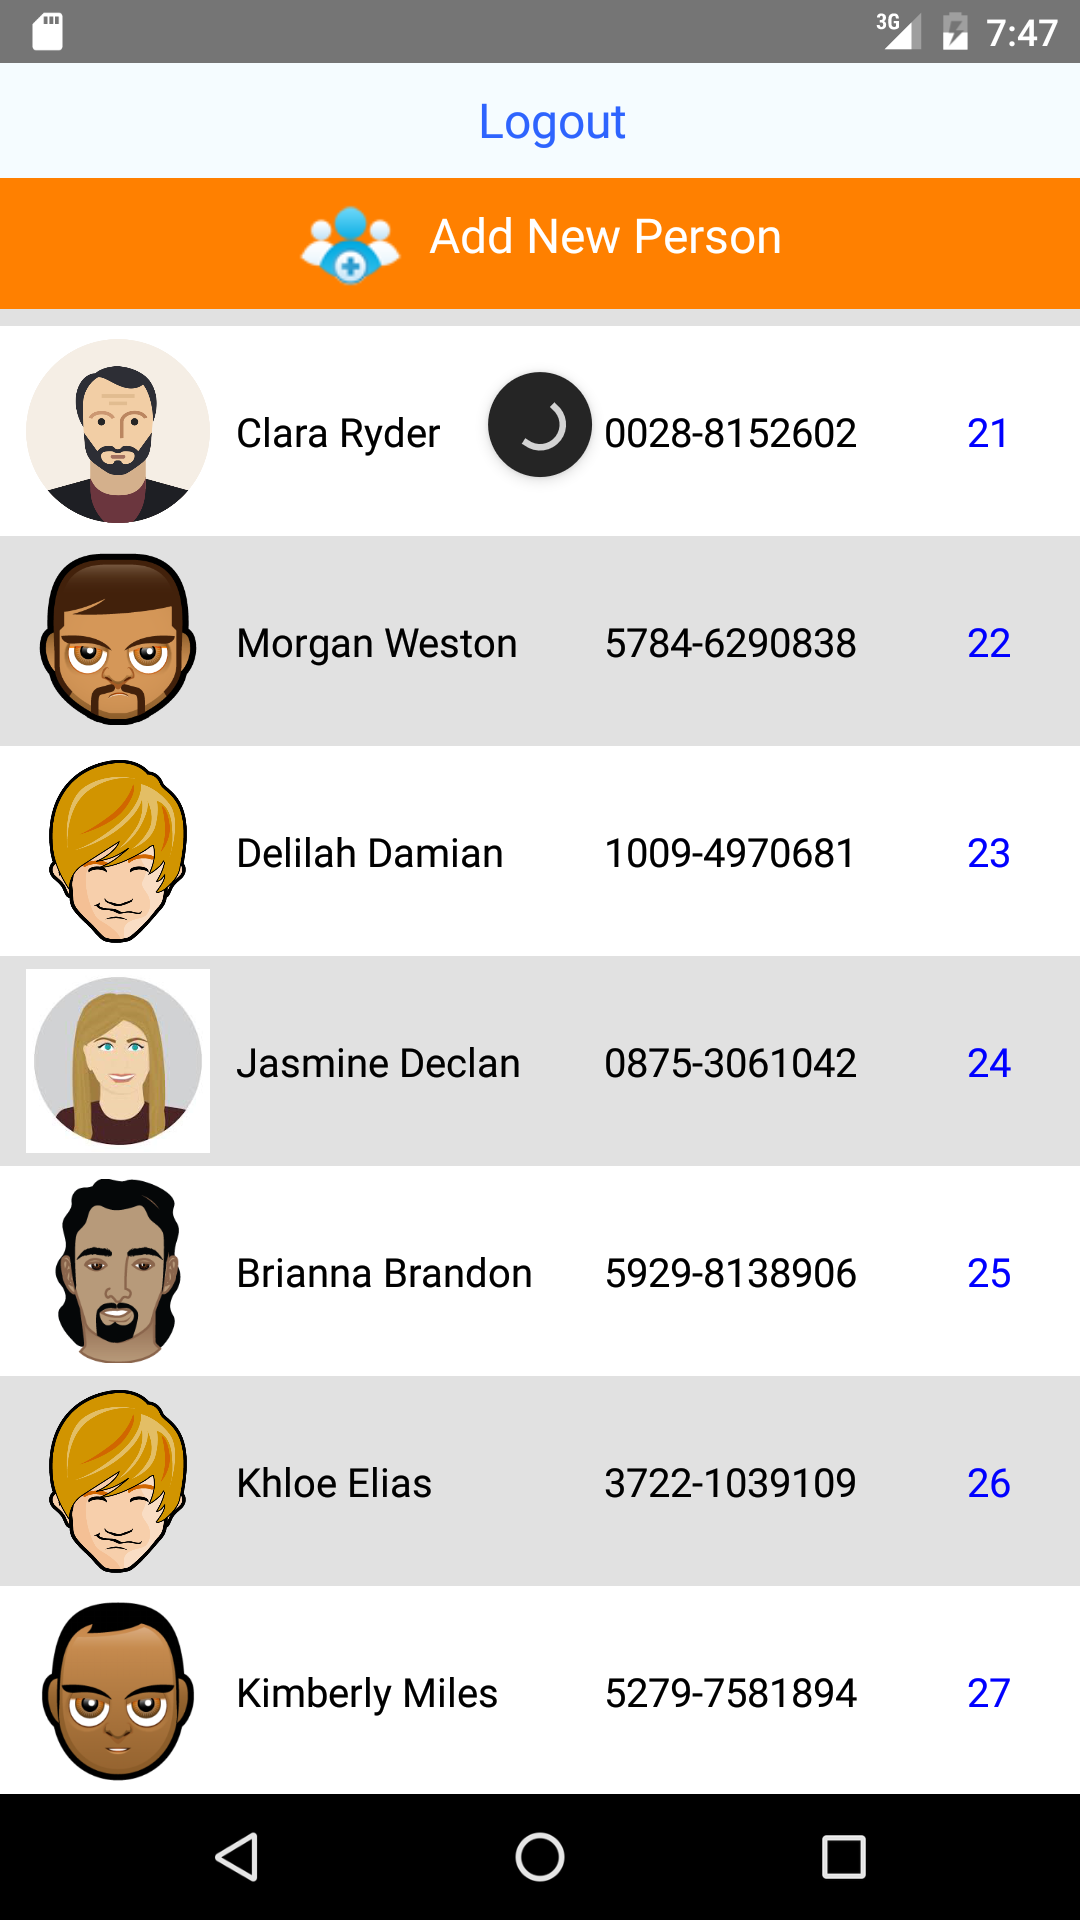 3G 7:47
Logout
Add New Person
Clara Ryder 0028-8152602 21
Morgan Weston 5784-6290838 22
Delilah Damian 1009-4970681 23
Jasmine Declan 0875-3061042 24
Brianna Brandon 5929-8138906 25
Khloe Elias 3722-1039109 26
Kimberly Miles 5279-7581894 27